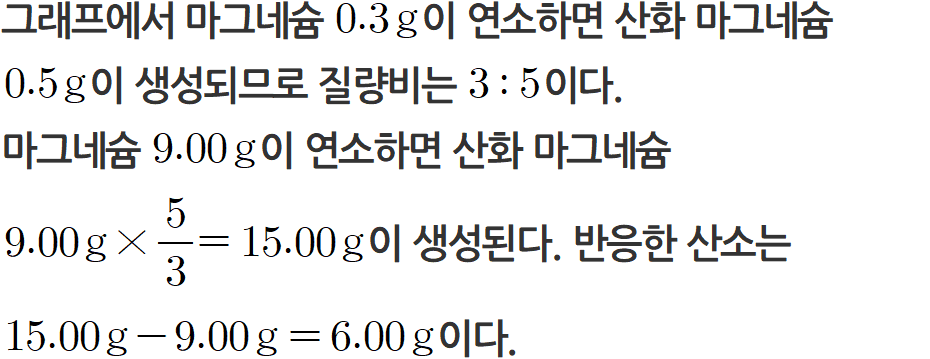 그래프에서 마그네슘 0.3 g이 연소하면 산화 마그네슘
0.5 g이 생성되므로 질량비는 3 : 5이다.
마그네슘 9.00 g이 연소하면 산화 마그네슘
9.00 g × 5/3 = 15.00 g이 생성된다. 반응한 산소는
15.00 g − 9.00 g = 6.00 g이다.